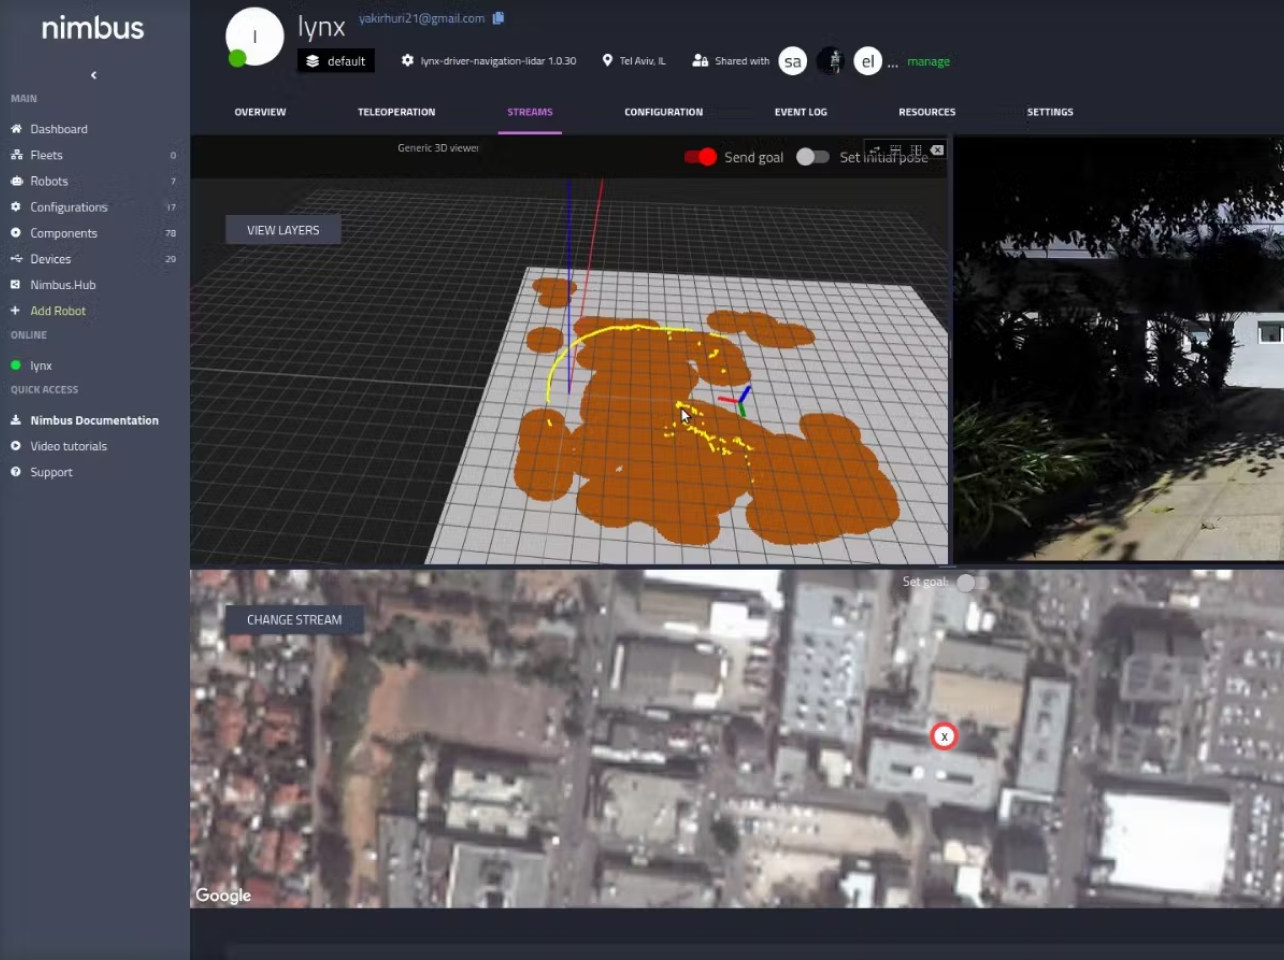 nimbus
l
lynx
yakirhuri21@gmail.com
default
lynx-driver-navigation-lidar 1.0.30
Tel Aviv, IL
Shared with
sa
el
...
manage
OVERVIEW
TELEOPERATION
STREAMS
CONFIGURATION
EVENT LOG
RESOURCES
SETTINGS
MAIN
Dashboard
Fleets 0
Robots 7
Configurations 17
Components 78
Devices 29
Nimbus.Hub
+ Add Robot
ONLINE
lynx
QUICK ACCESS
Nimbus Documentation
Video tutorials
Support
Generic 3D viewer
Send goal
Set initial pose
VIEW LAYERS
Set goal:
CHANGE STREAM
x
Google